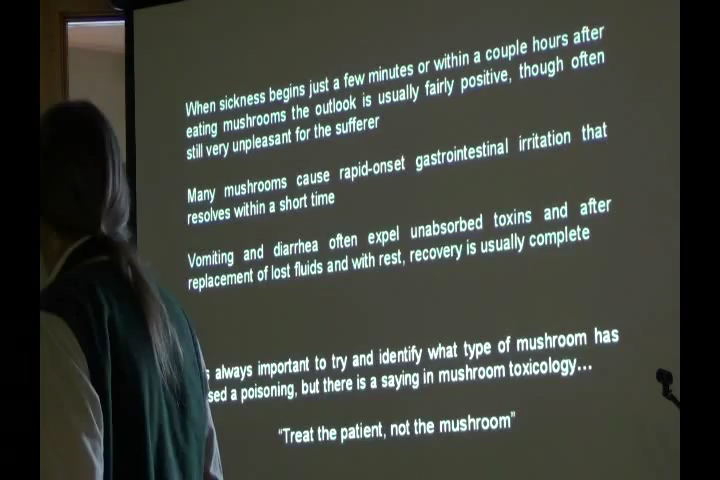 When sickness begins just a few minutes or within a couple hours after
eating mushrooms the outlook is usually fairly positive, though often
still very unpleasant for the sufferer
Many mushrooms cause rapid-onset gastrointestinal irritation that
resolves within a short time
Vomiting and diarrhea often expel unabsorbed toxins and after
replacement of lost fluids and with rest, recovery is usually complete
s always important to try and identify what type of mushroom has
sed a poisoning, but there is a saying in mushroom toxicology...
“Treat the patient, not the mushroom”